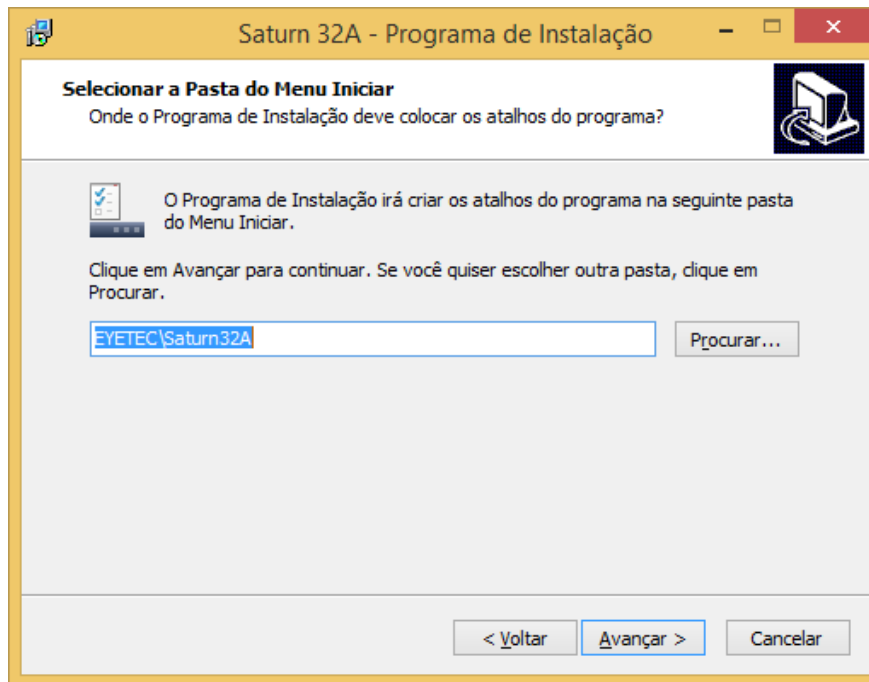 Saturn 32A - Programa de Instalação
Selecionar a Pasta do Menu Iniciar
Onde o Programa de Instalação deve colocar os atalhos do programa?
O Programa de Instalação irá criar os atalhos do programa na seguinte pasta
do Menu Iniciar.
Clique em Avançar para continuar. Se você quiser escolher outra pasta, clique em
Procurar.
EYETEC\Saturn32A
Procurar...
< Voltar
Avançar >
Cancelar